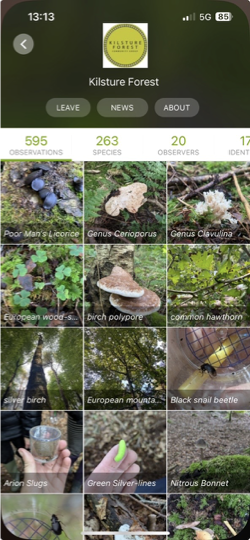 13:13
5G 85
KILSTURE
FOREST
Kilsture Forest
LEAVE NEWS ABOUT
595 263 20 17
OBSERVATIONS SPECIES OBSERVERS IDENT
Poor Man's Licorice Genus Cerioporus Genus Clavulina
European wood-s... birch polypore common hawthorn
silver birch European mounta... Black snail beetle
Arion Slugs Green Silver-lines Nitrous Bonnet